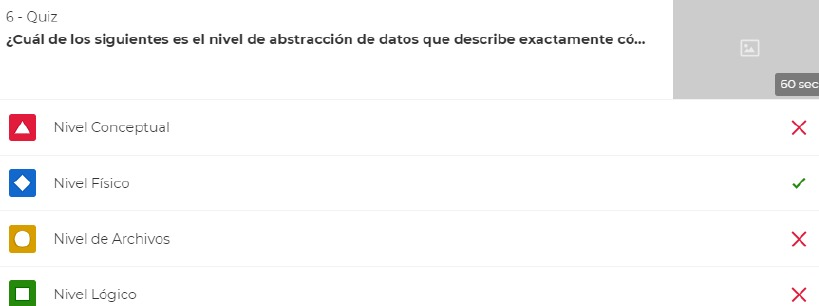 6 - Quiz
¿Cuál de los siguientes es el nivel de abstracción de datos que describe exactamente có...
60 sec
Nivel Conceptual
Nivel Físico
Nivel de Archivos
Nivel Lógico